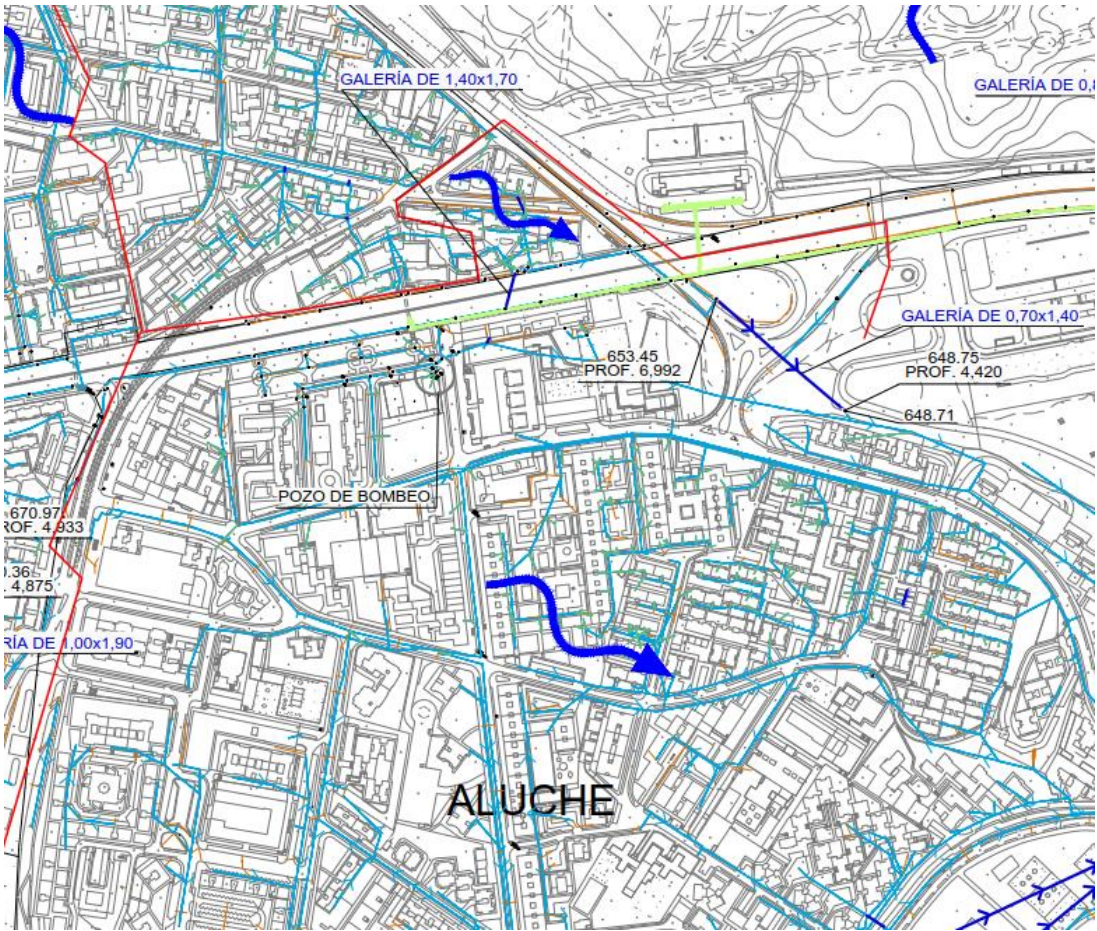 GALERÍA DE 1,40x1,70
GALERÍA DE 0,8
GALERÍA DE 0,70x1,40
653.45
PROF. 6,992
648.75
PROF. 4,420
648.71
POZO DE BOMBEO
670.97
ROF. 4,933
0.36
. 4,875
RÍA DE 1,00x1,90
ALUCHE